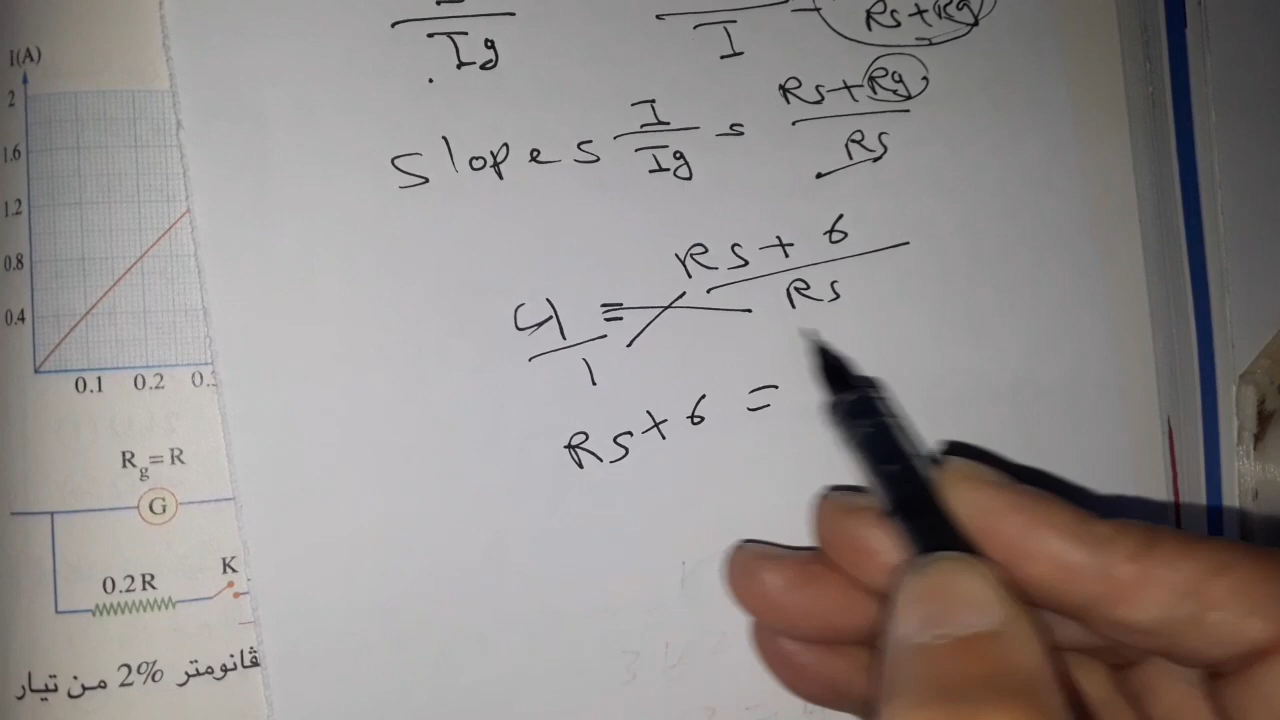 Ig
I
Rs+Rg
slope s I/Ig s Rs+Rg/Rs
4/1 = Rs+6/Rs
Rs+6 =
I(A)
2
1.6
1.2
0.8
0.4
0.1 0.2
Rg=R
G
K
0.2R
ڤانومتر 2% من تيار